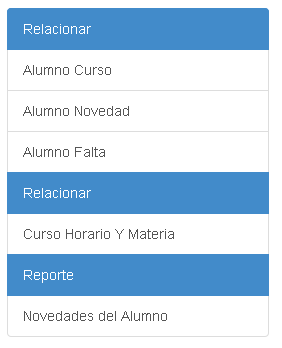 Relacionar
Alumno Curso
Alumno Novedad
Alumno Falta
Relacionar
Curso Horario Y Materia
Reporte
Novedades del Alumno